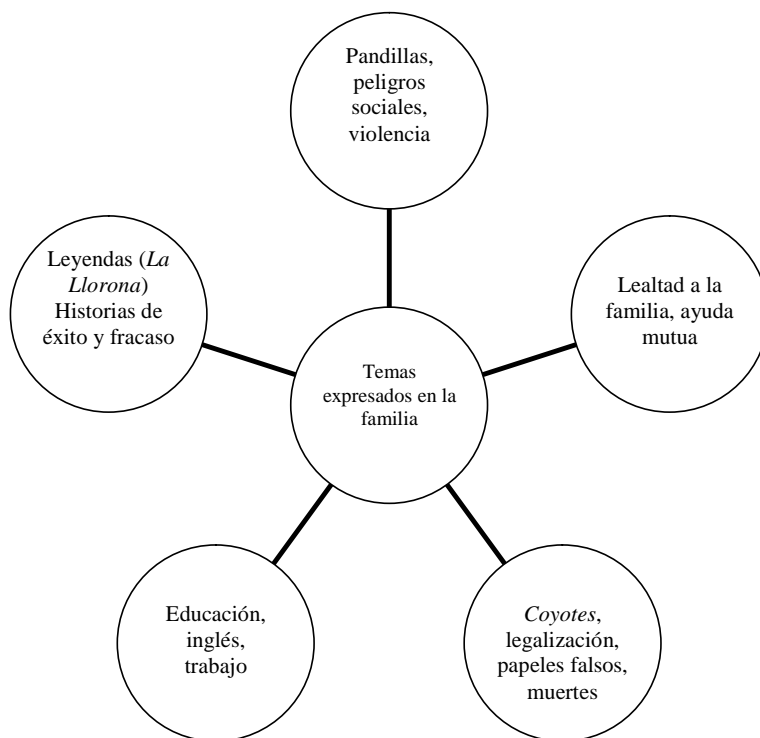 Pandillas,
peligros
sociales,
violencia
Leyendas (La
Llorona)
Historias de
éxito y fracaso
Lealtad a la
familia, ayuda
mutua
Temas
expresados en la
familia
Educación,
inglés,
trabajo
Coyotes,
legalización,
papeles falsos,
muertes